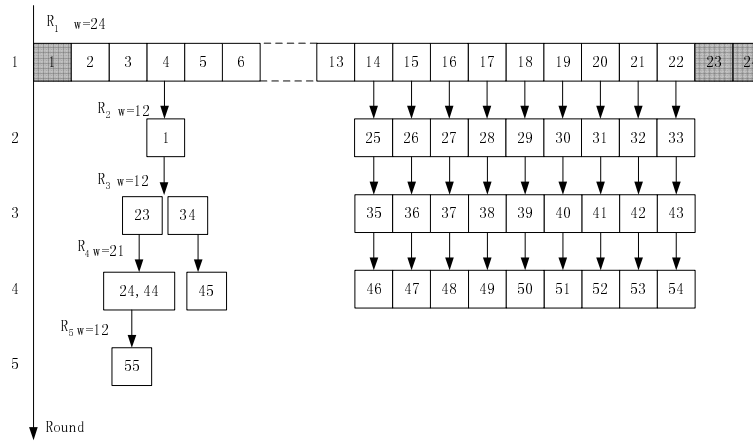 R1 w=24
1 1 2 3 4 5 6 13 14 15 16 17 18 19 20 21 22 23
R2 w=12
2 1 25 26 27 28 29 30 31 32 33
R3 w=12
3 23 34 35 36 37 38 39 40 41 42 43
R4 w=21
4 24,44 45 46 47 48 49 50 51 52 53 54
R5 w=12
5 55
Round